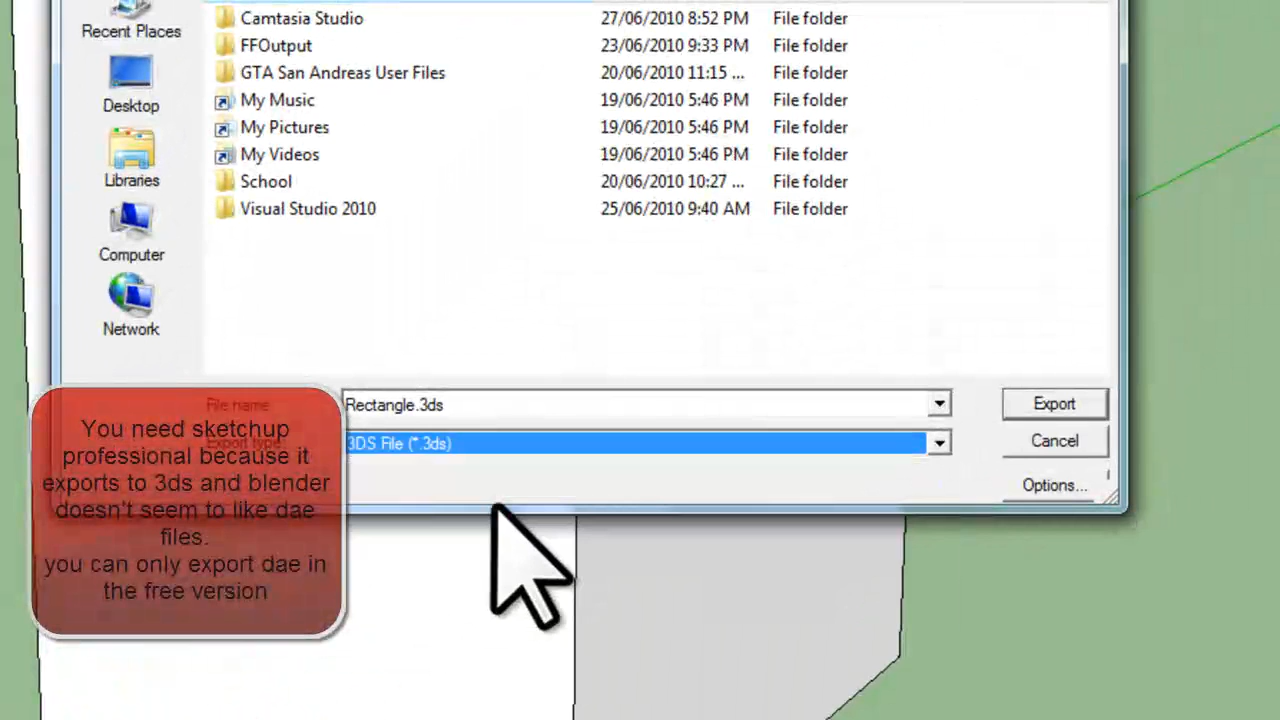 Recent Places
Camtasia Studio 27/06/2010 8:52 PM File folder
FFOutput 23/06/2010 9:33 PM File folder
GTA San Andreas User Files 20/06/2010 11:15 ... File folder
Desktop
My Music 19/06/2010 5:46 PM File folder
My Pictures 19/06/2010 5:46 PM File folder
My Videos 19/06/2010 5:46 PM File folder
Libraries
School 20/06/2010 10:27 ... File folder
Visual Studio 2010 25/06/2010 9:40 AM File folder
Computer
Network
File name: Rectangle.3ds Export
Export type: 3DS File (*.3ds) Cancel
Options...
You need sketchup
professional because it
exports to 3ds and blender
doesn't seem to like dae
files.
you can only export dae in
the free version